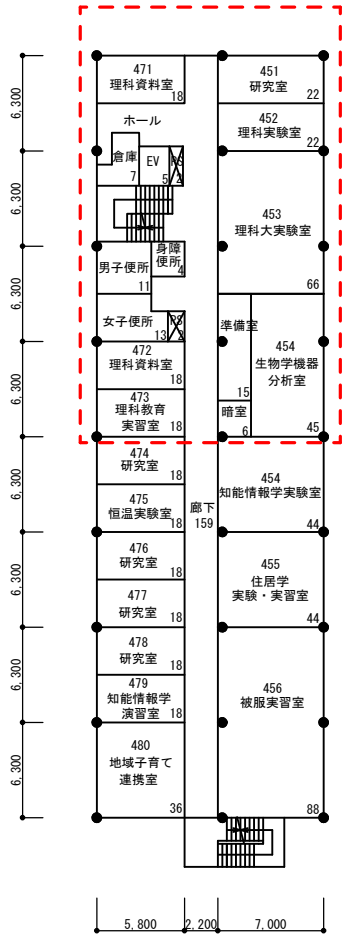 471
理科資料室
18
451
研究室
22
ホール
452
理科実験室
22
倉庫
7
EV
5
PS
2
453
理科大実験室
66
身障
便所
4
男子便所
11
女子便所
13
PS
2
準備室
15
454
生物学機器
分析室
45
472
理科資料室
18
473
理科教育
実習室
18
暗室
6
474
研究室
18
454
知能情報学実験室
44
475
恒温実験室
18
廊下
159
476
研究室
18
455
住居学
実験・実習室
44
477
研究室
18
478
研究室
18
456
被服実習室
88
479
知能情報学
演習室
18
480
地域子育て
連携室
36
6,300
6,300
6,300
6,300
6,300
6,300
6,300
6,300
5,800
2,200
7,000